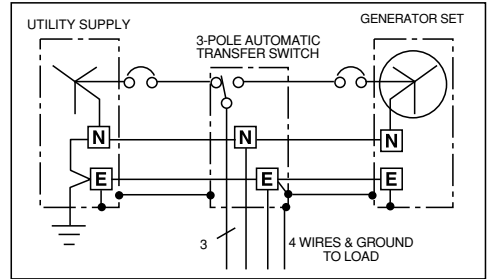 UTILITY SUPPLY
GENERATOR SET
3-POLE AUTOMATIC
TRANSFER SWITCH
N
N
N
E
E
E
3
4 WIRES & GROUND
TO LOAD